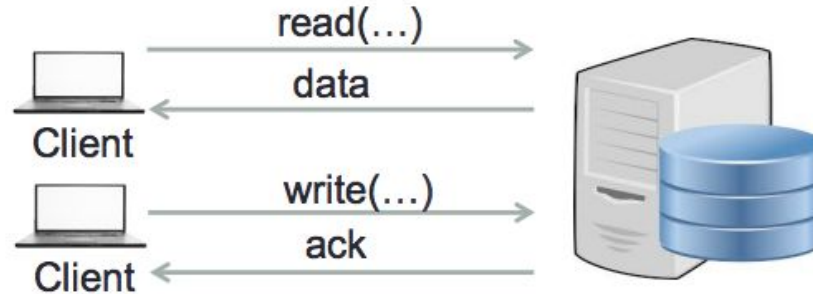 read(…)
data
Client
write(…)
ack
Client